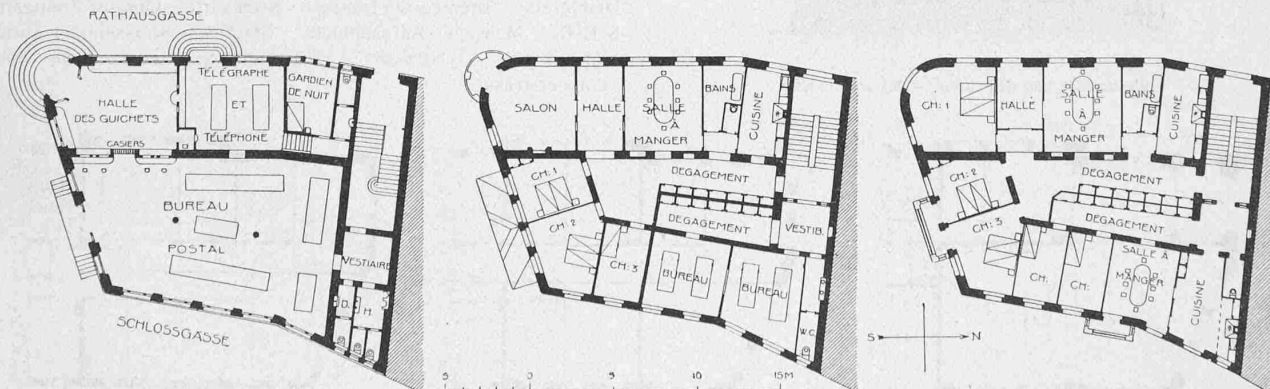 RATHAUSGASSE
TÉLÉGRAPHE
ET
TÉLÉPHONE
GARDIEN
DE NUIT
HALLE
DES GUICHETS
CASIERS
BUREAU
POSTAL
VESTIAIRE
D.
H.
SCHLOSSGASSE
SALON
HALLE
SALLE
À
MANGER
BAINS
CUISINE
CH: 1
CH: 2
CH: 3
DEGAGEMENT
DEGAGEMENT
VESTIB.
BUREAU
BUREAU
W.C.
CH: 1
HALLE
SALLE
À
MANGER
BAINS
CUISINE
CH: 2
CH: 3
DEGAGEMENT
DEGAGEMENT
CH:
CH:
SALLE À
MANGER
CUISINE
S N
5 0 5 10 15M